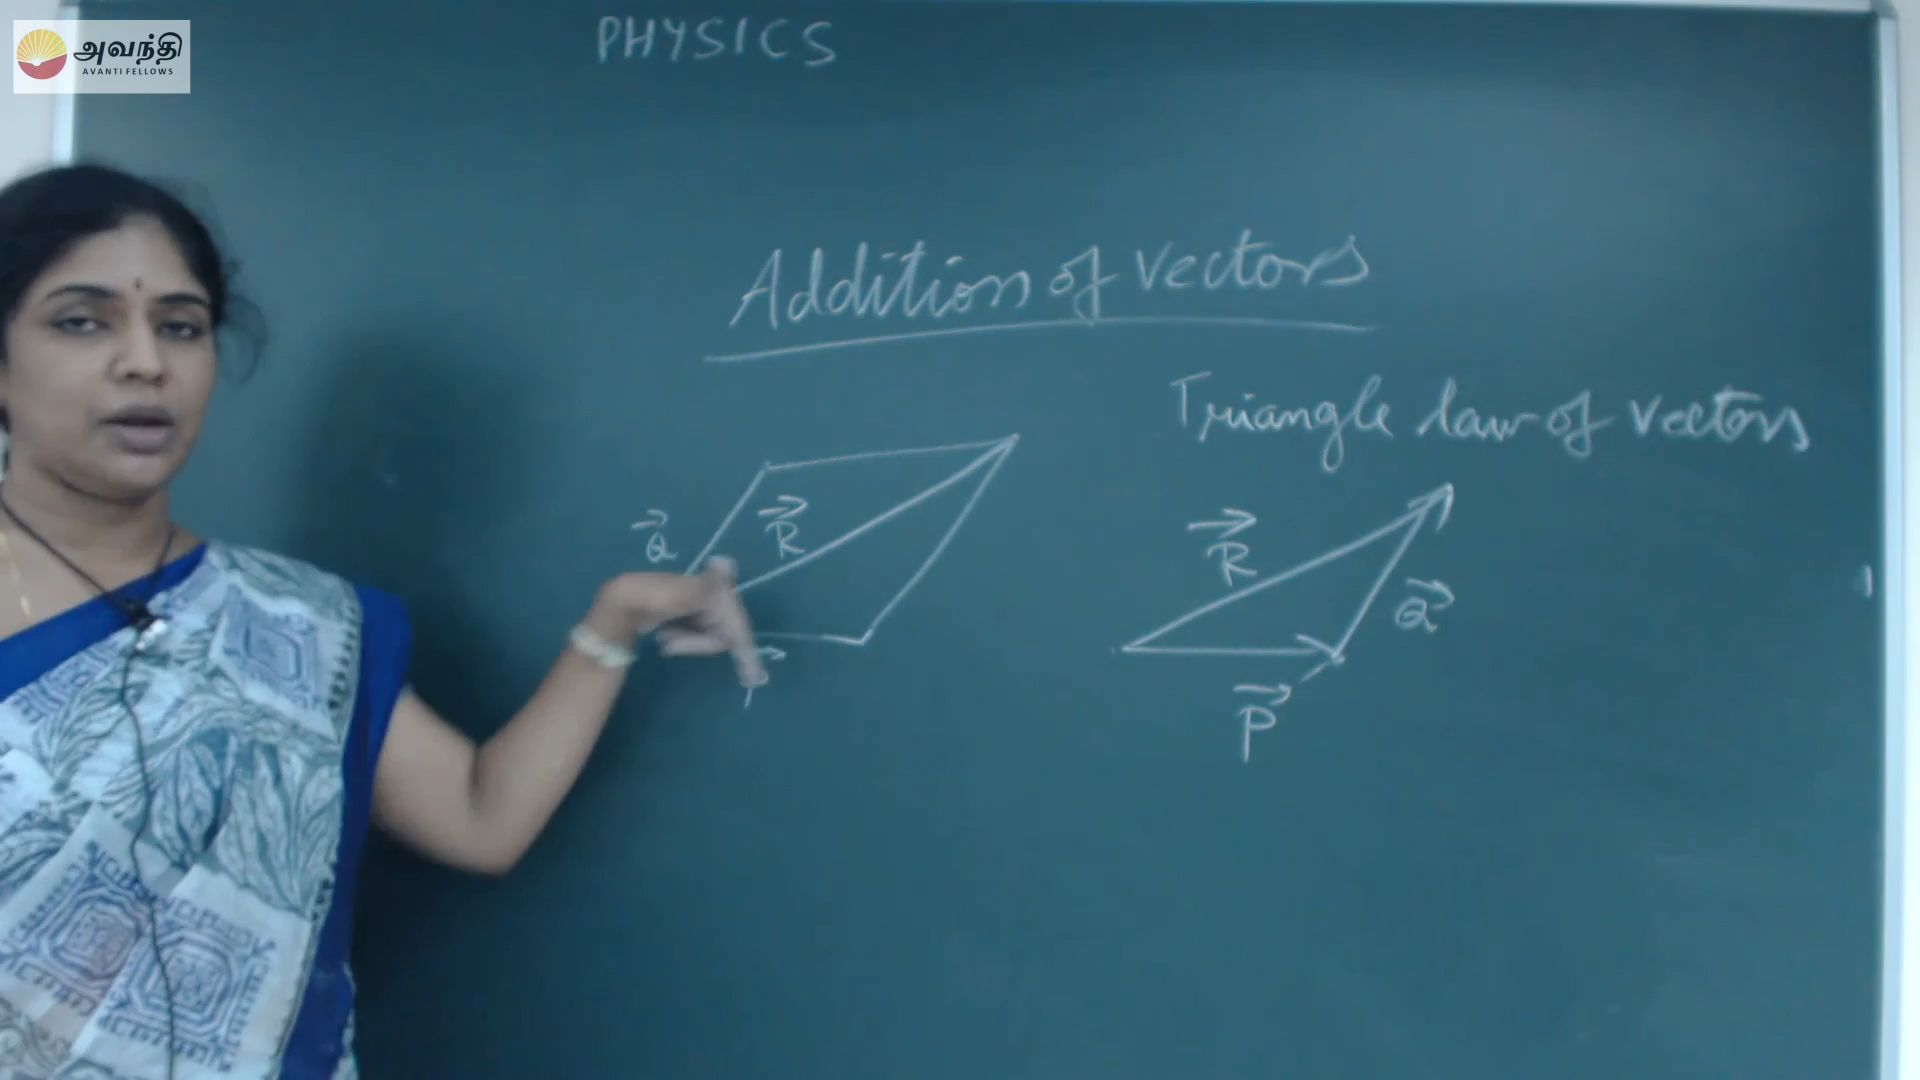 அவந்தி
AVANTI FELLOWS
PHYSICS
Addition of Vectors
Triangle law of vectors
Q
R
R
Q
P